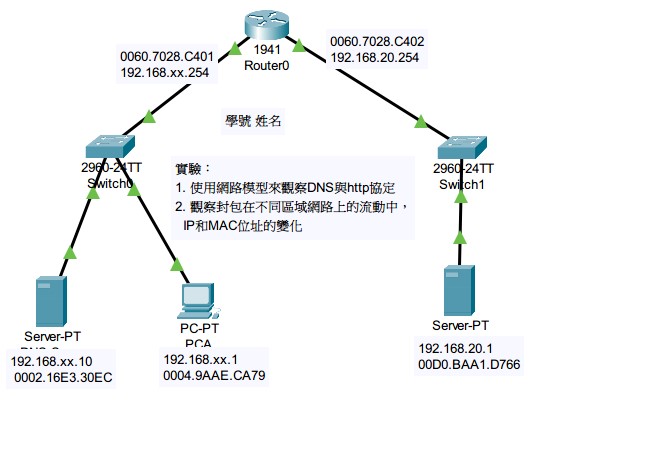 0060.7028.C401
192.168.xx.254
1941
Router0
0060.7028.C402
192.168.20.254
學號 姓名
2960-24TT
Switch0
實驗：
1. 使用網路模型來觀察DNS與http協定
2. 觀察封包在不同區域網路上的流動中，
IP和MAC位址的變化
2960-24TT
Switch1
Server-PT
192.168.xx.10
0002.16E3.30EC
PC-PT
PCA
192.168.xx.1
0004.9AAE.CA79
Server-PT
192.168.20.1
00D0.BAA1.D766